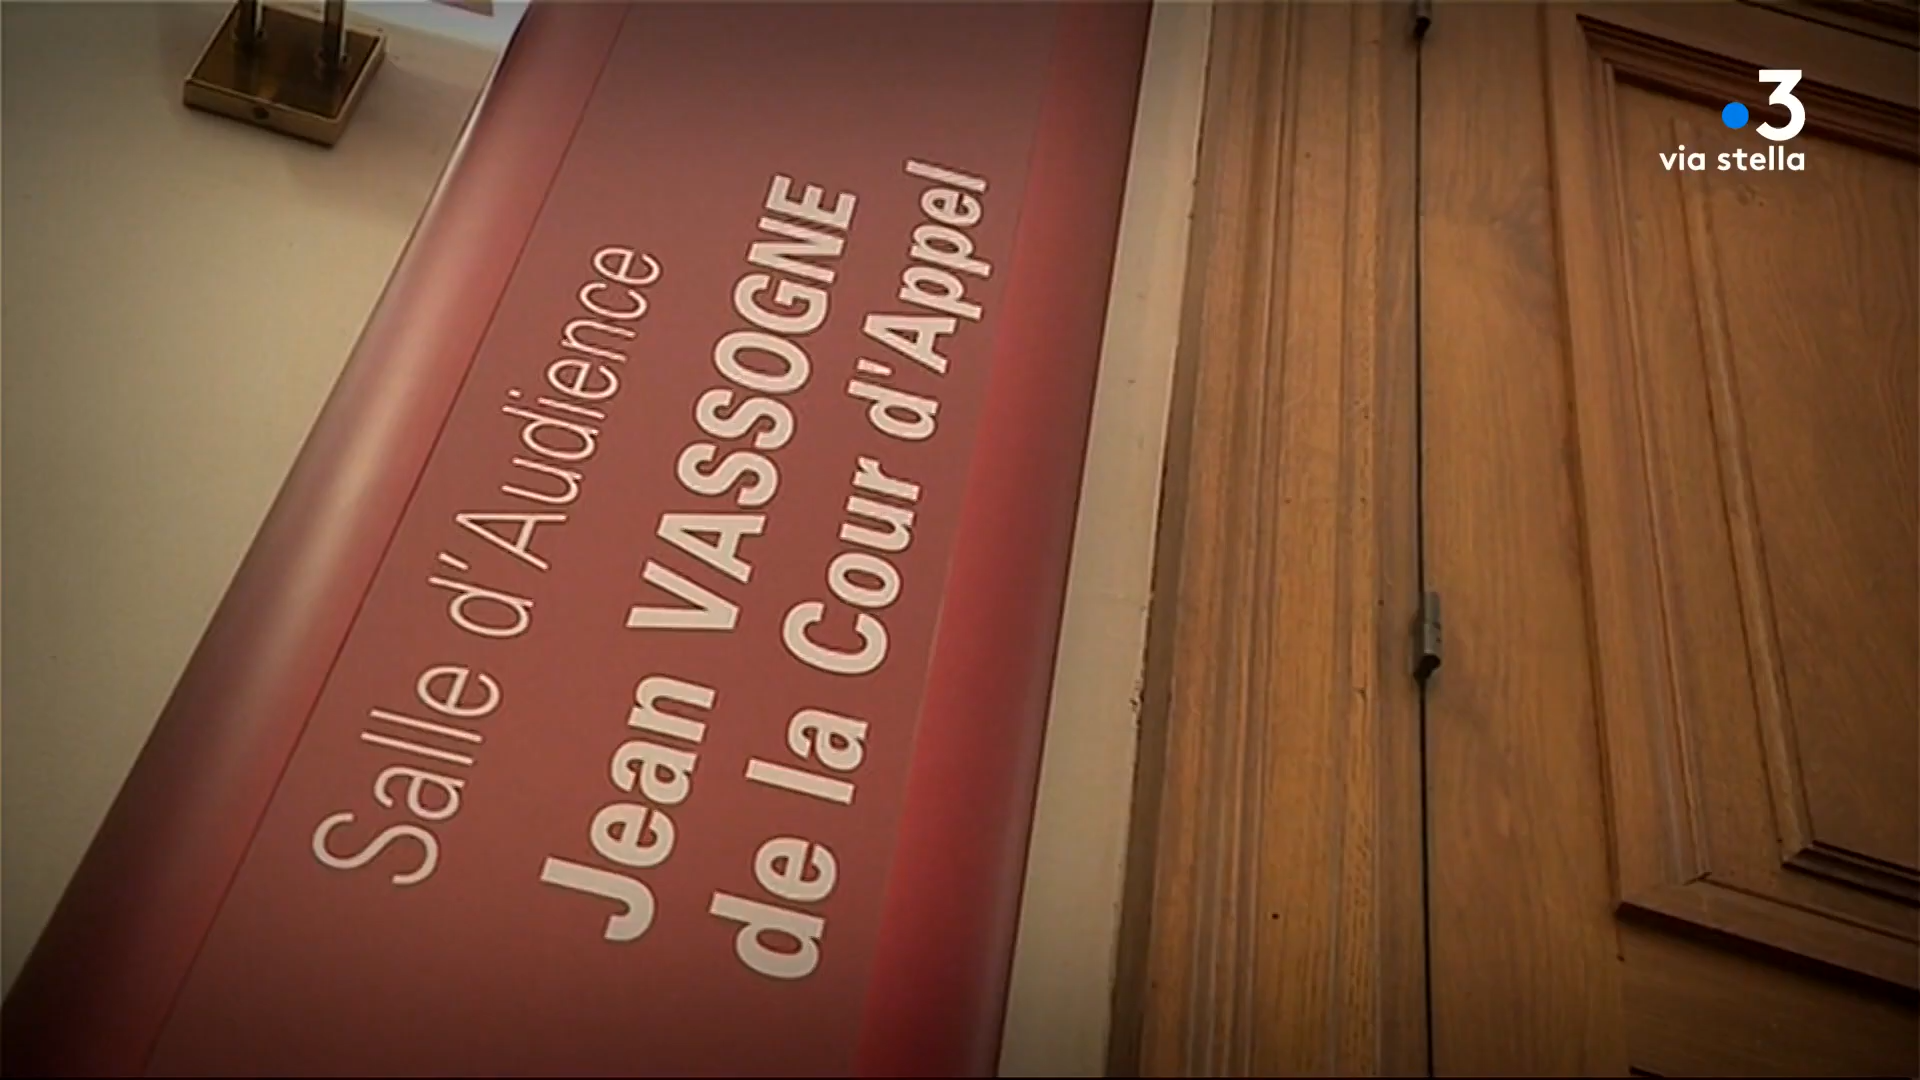 Salle d'Audience
Jean VASSOGNE
de la Cour d'Appel
3
via stella